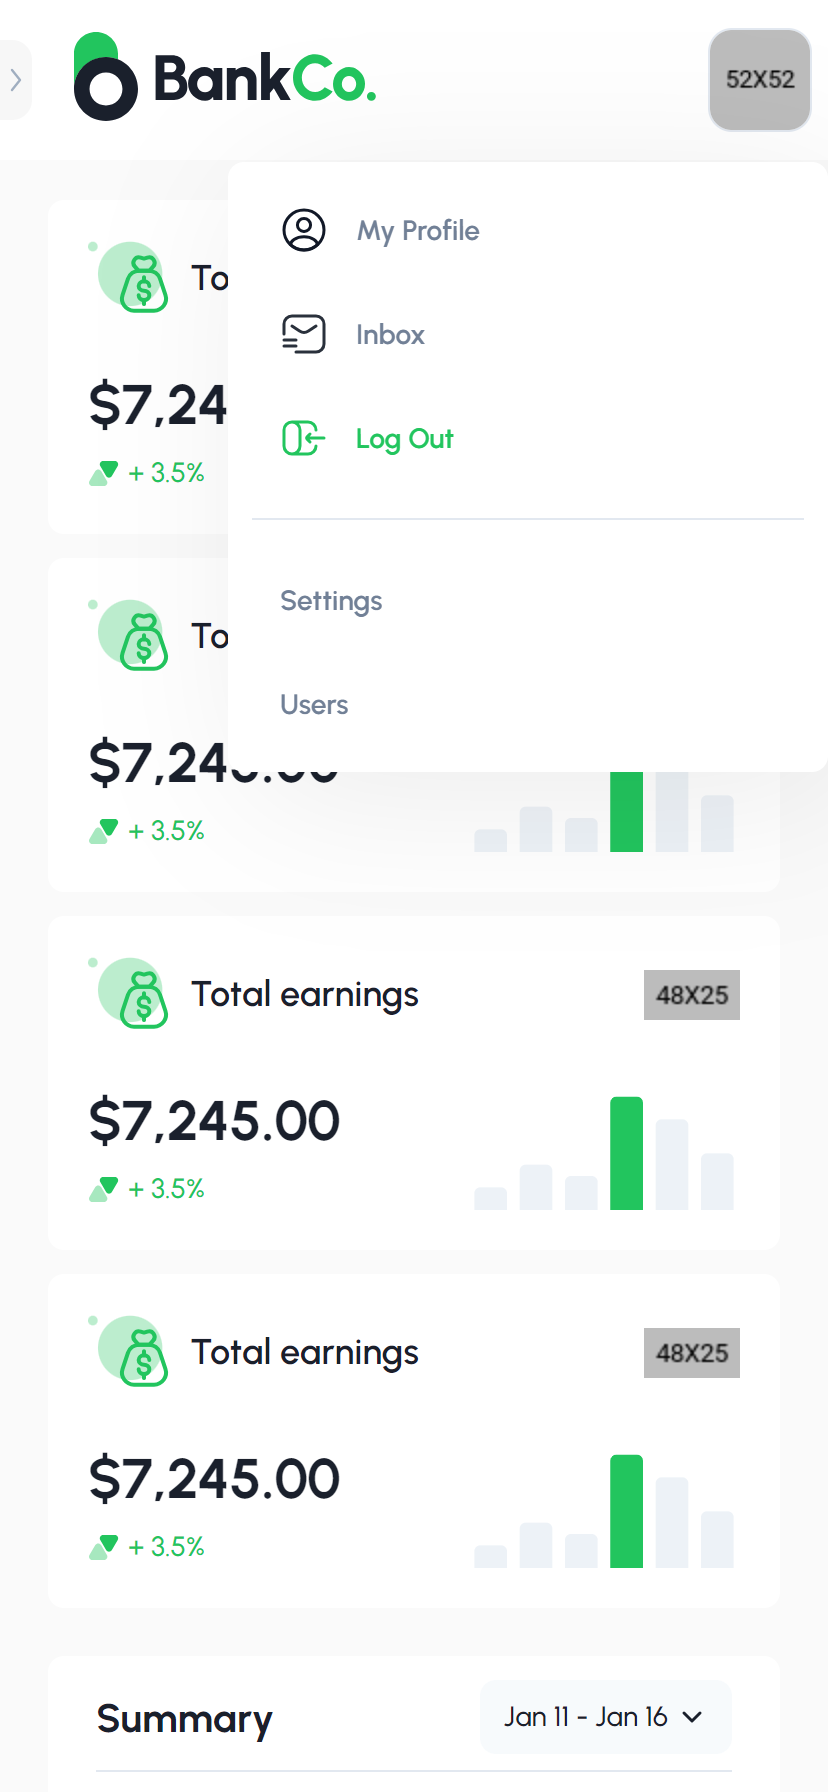 BankCo.
52X52
My Profile
Inbox
Log Out
Settings
Users
To
$7,24
+ 3.5%
To
$7,245.00
+ 3.5%
Total earnings
48X25
$7,245.00
+ 3.5%
Total earnings
48X25
$7,245.00
+ 3.5%
Summary
Jan 11 - Jan 16